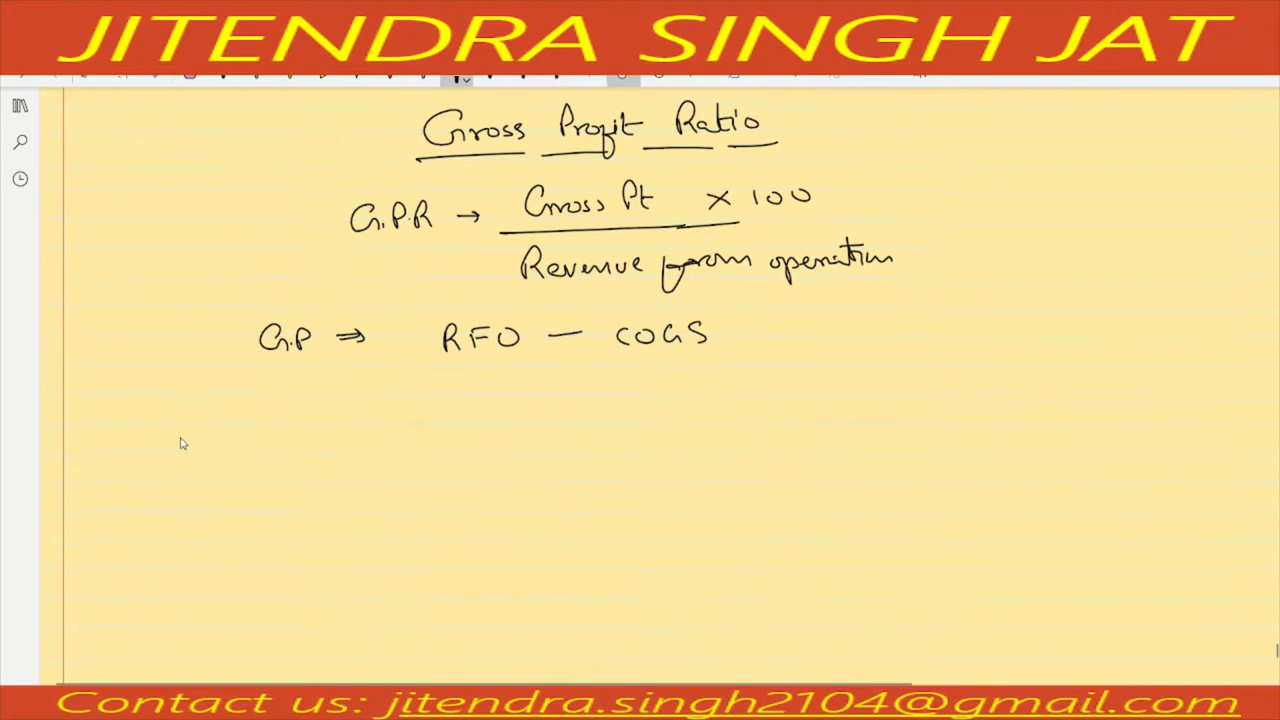 JITENDRA SINGH JAT
Gross Profit Ratio
G.P.R → Gross Pt × 100
Revenue from operation
G.P ⇒ RFO — COGS
Contact us: jitendra.singh2104@gmail.com